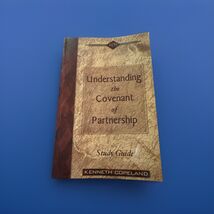 Understanding
the
Covenant
of
Partnership
Study Guide
KENNETH COPELAND